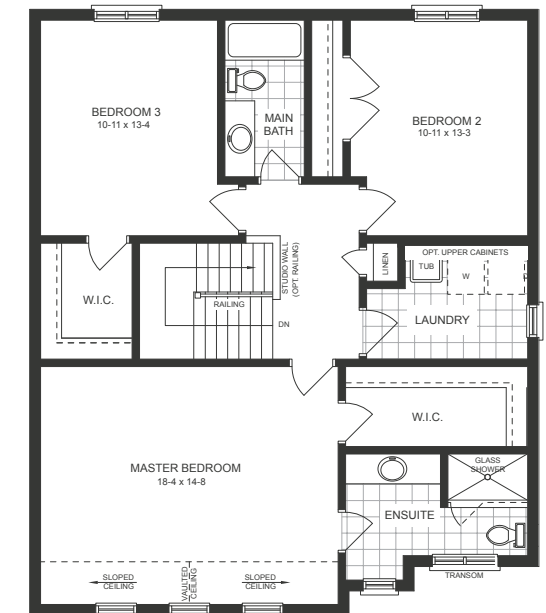 BEDROOM 3
10-11 x 13-4
MAIN
BATH
BEDROOM 2
10-11 x 13-3
W.I.C.
RAILING
DN
STUDIO WALL
(OPT. RAILING)
LINEN
OPT. UPPER CABINETS
TUB
W
LAUNDRY
W.I.C.
MASTER BEDROOM
18-4 x 14-8
GLASS
SHOWER
ENSUITE
SLOPED
CEILING
VAULTED
CEILING
SLOPED
CEILING
TRANSOM